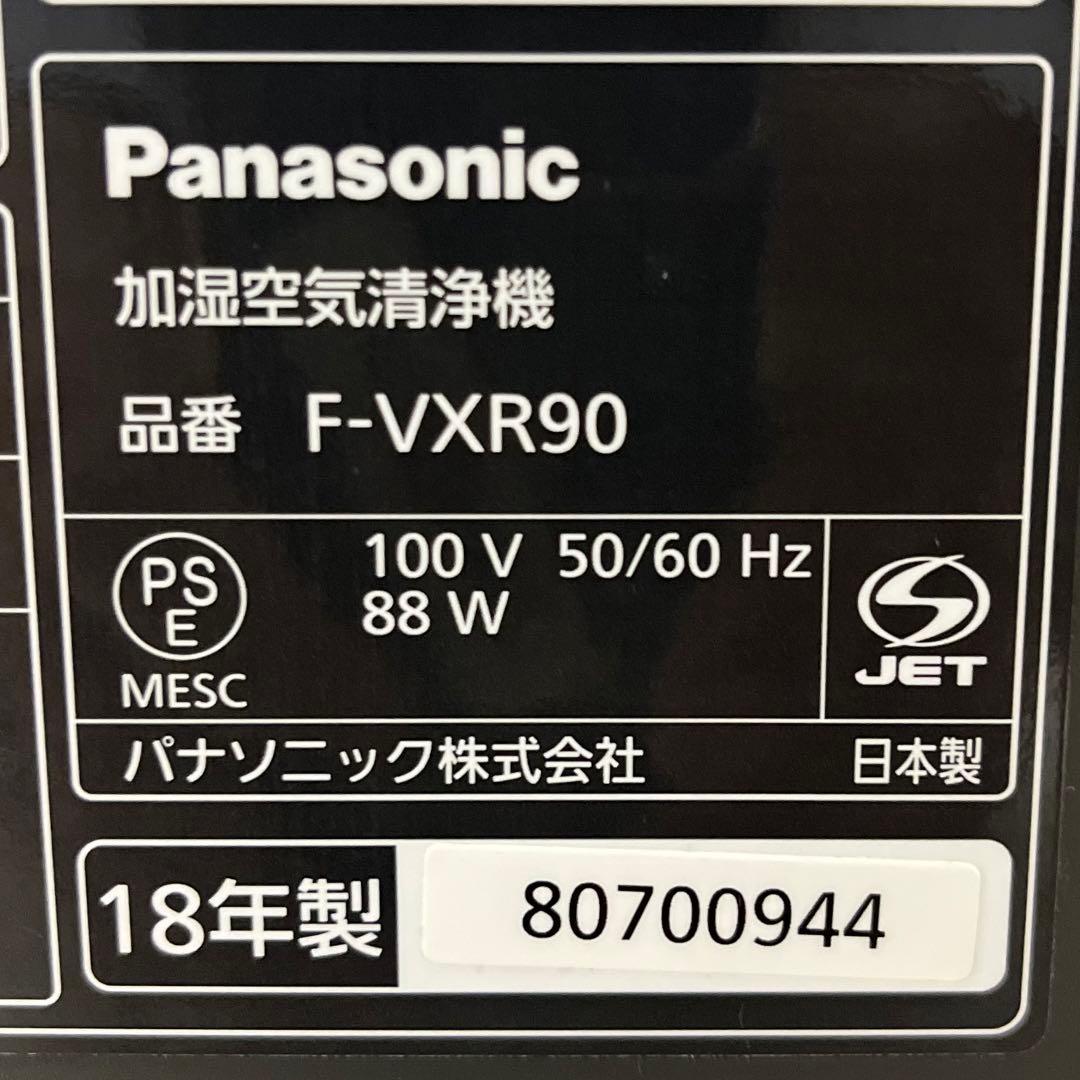 Panasonic
加湿空気清浄機
品番 F-VXR90
PS
E
MESC
100 V 50/60 Hz
88 W
S
JET
パナソニック株式会社 日本製
18年製 80700944